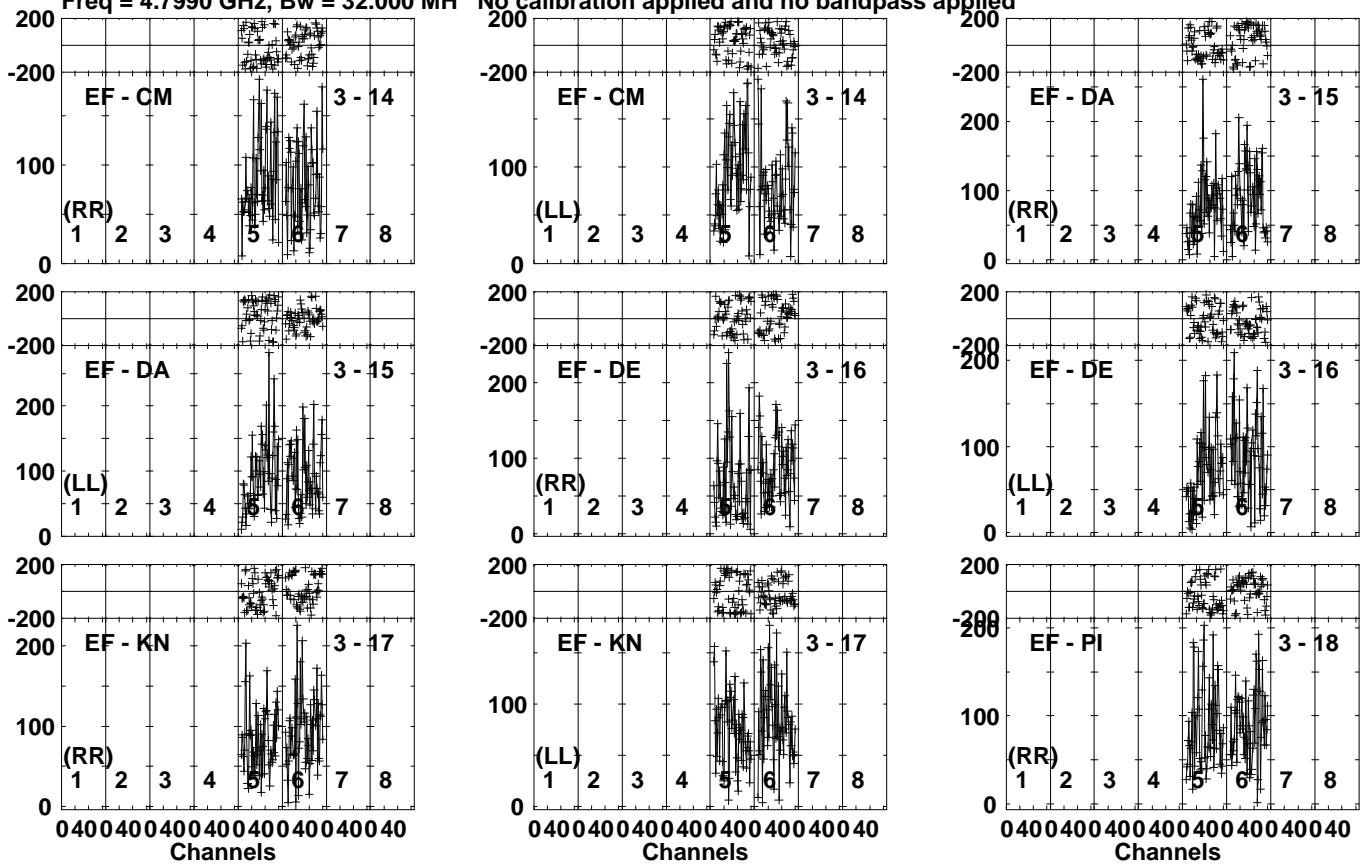 Freq = 4.7990 GHz, Bw = 32.000 MH No calibration applied and no bandpass applied
200 200 200
-200 -200 -200
EF - CM 3 - 14 EF - CM 3 - 14 EF - DA 3 - 15
200
100 100 100
(RR) (LL) (RR)
1 2 3 4 5 6 7 8 1 2 3 4 5 6 7 8 1 2 3 4 5 6 7 8
0 0 0
200 200 200
-200 -200 -200
EF - DA 3 - 15 EF - DE 3 - 16 EF - DE 3 - 16
200 200 200
100 100 100
(LL) (RR) (LL)
1 2 3 4 5 6 7 8 1 2 3 4 5 6 7 8 1 2 3 4 5 6 7 8
0 0 0
200 200 200
-200 -200 -200
EF - KN 3 - 17 EF - KN 3 - 17 EF - PI 3 - 18
200 200
100 100 100
(RR) (LL) (RR)
1 2 3 4 5 6 7 8 1 2 3 4 5 6 7 8 1 2 3 4 5 6 7 8
0 0 0
0 40 0 40 0 40 0 40 0 40 0 40 0 40 0 40 0 40 0 40 0 40 0 40 0 40 0 40 0 40 0 40 0 40 0 40 0 40 0 40 0 40 0 40 0 40 0 40
Channels Channels Channels